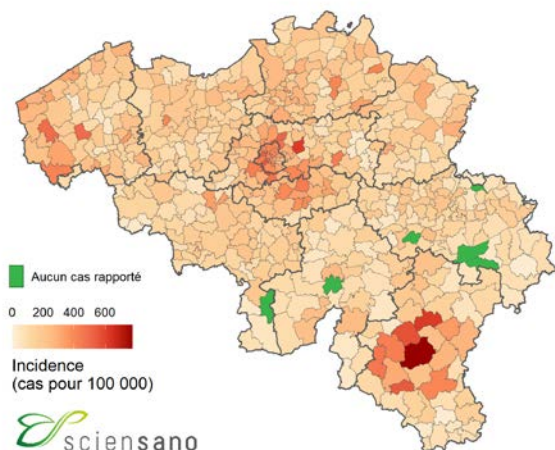 Aucun cas rapporté
0 200 400 600
Incidence
(cas pour 100 000)
sciensano